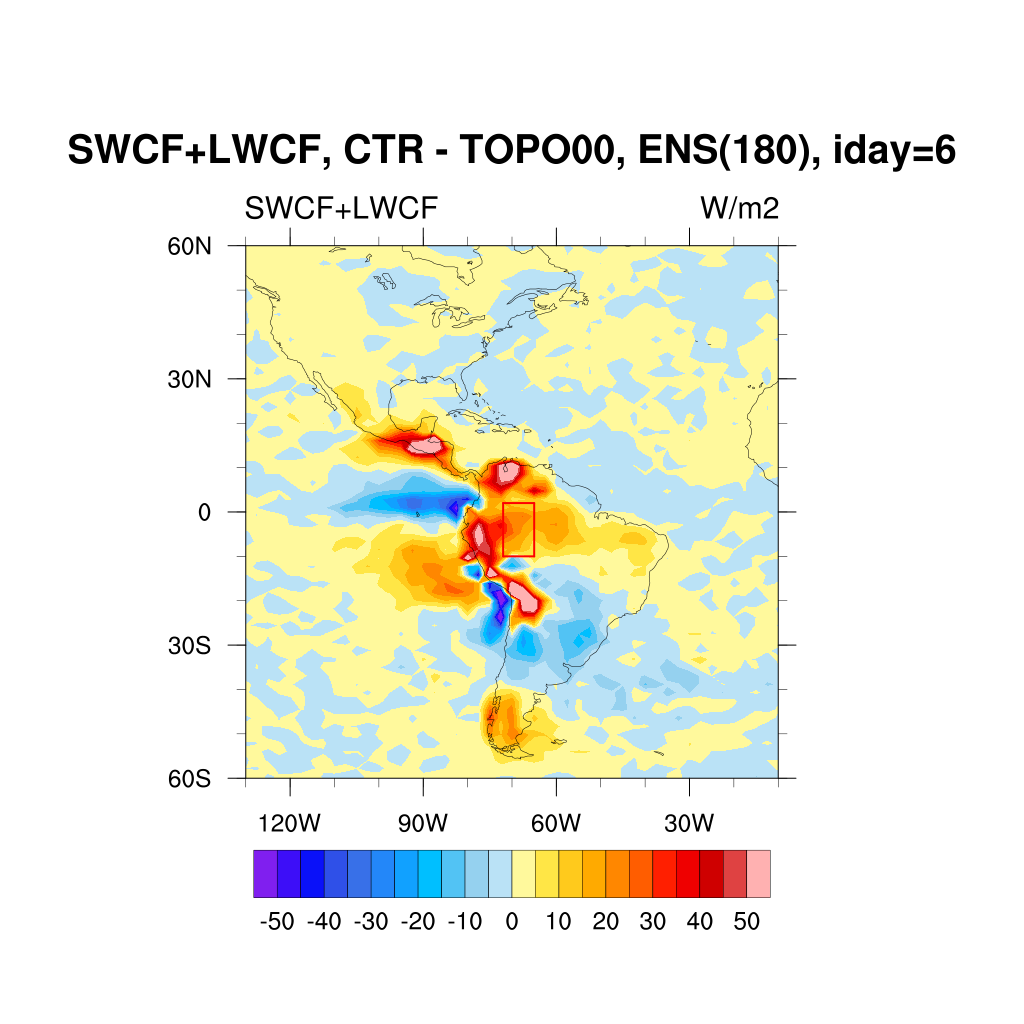 SWCF+LWCF, CTR - TOPO00, ENS(180), iday=6
SWCF+LWCF W/m2
60N
30N
0
30S
60S
120W 90W 60W 30W
-50 -40 -30 -20 -10 0 10 20 30 40 50